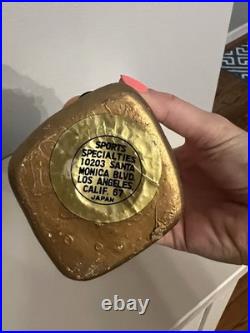 SPORTS
SPECIALTIES
10203 SANTA
MONICA BLVD.
LOS ANGELES,
CALIF. 67
JAPAN